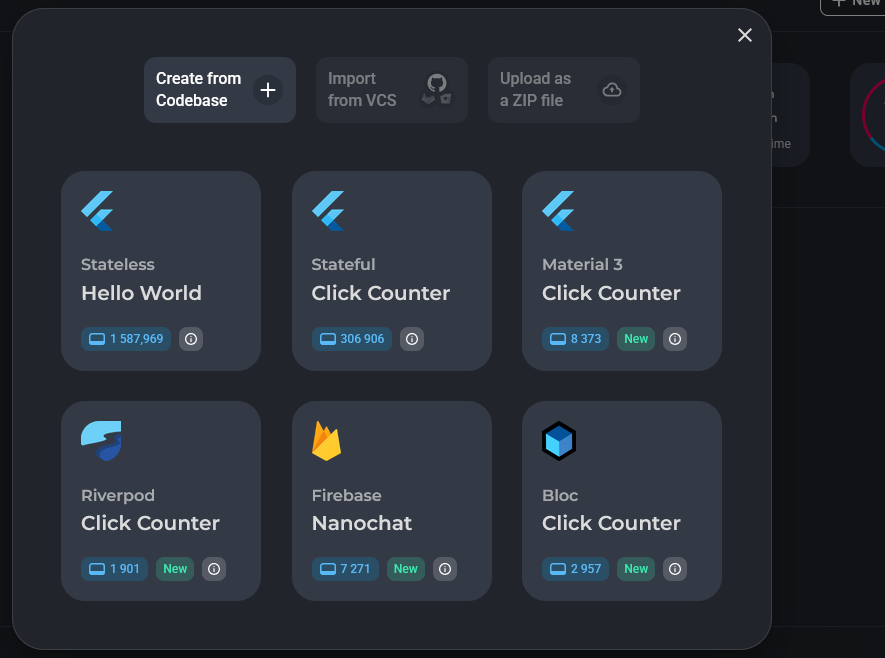 New
Create from
Codebase
Import
from VCS
Upload as
a ZIP file
Stateless
Hello World
1 587,969
Stateful
Click Counter
306 906
Material 3
Click Counter
8 373
New
Riverpod
Click Counter
1 901
New
Firebase
Nanochat
7 271
New
Bloc
Click Counter
2 957
New